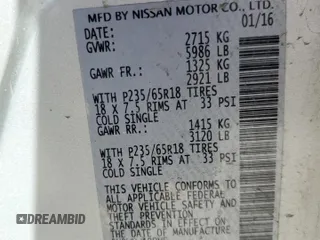 MFD BY NISSAN MOTOR CO., LTD.
DATE: 01/16
GVWR: 2715 KG
5986 LB
GAWR FR.: 1325 KG
2921 LB
WITH P235/65R18 TIRES
18 X 7.5 RIMS AT 33 PSI
COLD SINGLE
GAWR RR.: 1415 KG
3120 LB
WITH P235/65R18 TIRES
18 X 7.5 RIMS AT 33 PSI
COLD SINGLE
THIS VEHICLE CONFORMS TO
ALL APPLICABLE FEDERAL
MOTOR VEHICLE SAFETY AND
THEFT PREVENTION
STANDARDS IN EFFECT ON
THE DATE OF
DREAMBID